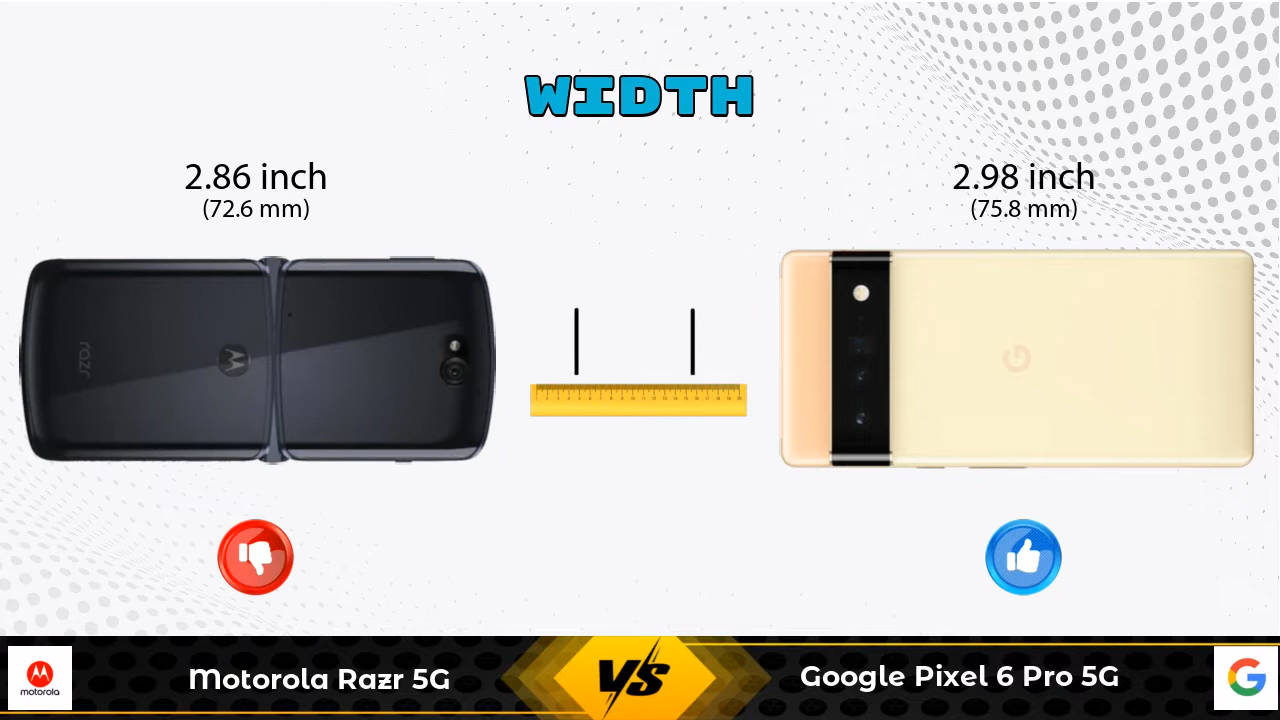 WIDTH
2.86 inch
(72.6 mm)
2.98 inch
(75.8 mm)
razr
motorola
Motorola Razr 5G
VS
Google Pixel 6 Pro 5G